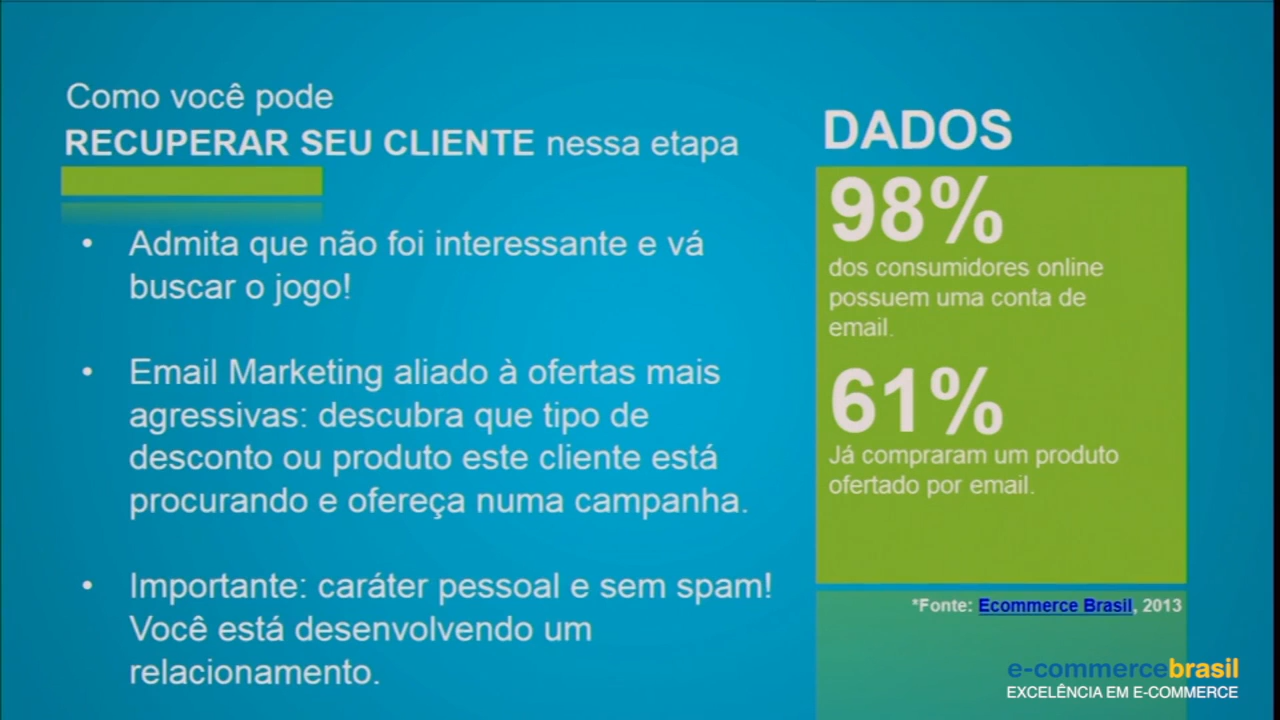 Como você pode
RECUPERAR SEU CLIENTE nessa etapa
• Admita que não foi interessante e vá
buscar o jogo!
• Email Marketing aliado à ofertas mais
agressivas: descubra que tipo de
desconto ou produto este cliente está
procurando e ofereça numa campanha.
• Importante: caráter pessoal e sem spam!
Você está desenvolvendo um
relacionamento.
DADOS
98%
dos consumidores online
possuem uma conta de
email.
61%
Já compraram um produto
ofertado por email.
*Fonte: Ecommerce Brasil, 2013
e-commercebrasil
EXCELÊNCIA EM E-COMMERCE